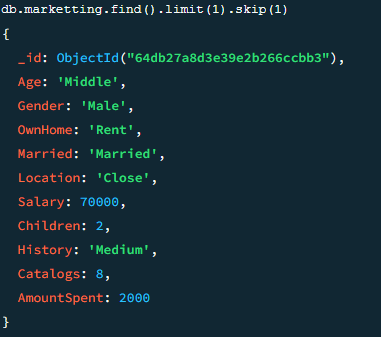 db.marketting.find().limit(1).skip(1)
{
  _id: ObjectId("64db27a8d3e39e2b266ccbb3"),
  Age: 'Middle',
  Gender: 'Male',
  OwnHome: 'Rent',
  Married: 'Married',
  Location: 'Close',
  Salary: 70000,
  Children: 2,
  History: 'Medium',
  Catalogs: 8,
  AmountSpent: 2000
}